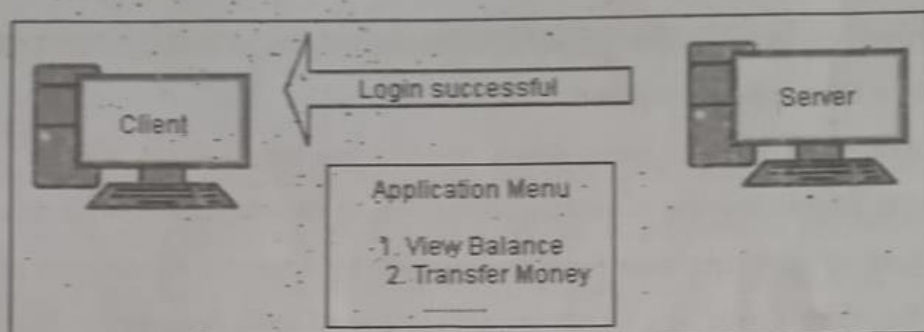 Login successful
Client
Server
Application Menu
1. View Balance
2. Transfer Money